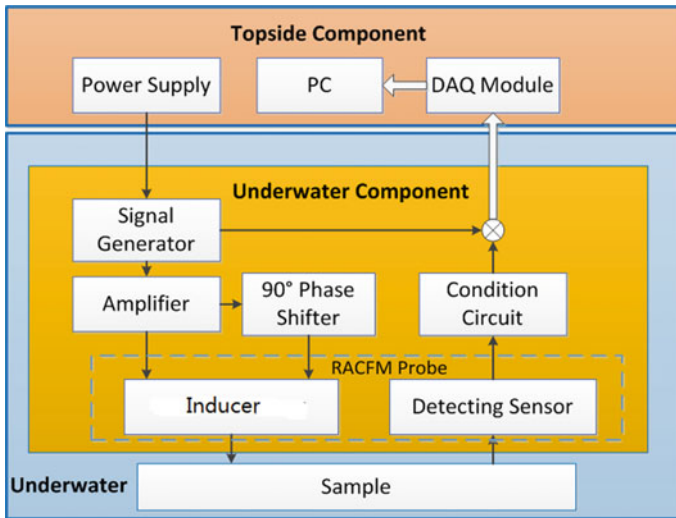 Topside Component
Power Supply
PC
DAQ Module
Underwater Component
Signal
Generator
Amplifier
90° Phase
Shifter
Condition
Circuit
RACFM Probe
Inducer
Detecting Sensor
Underwater
Sample